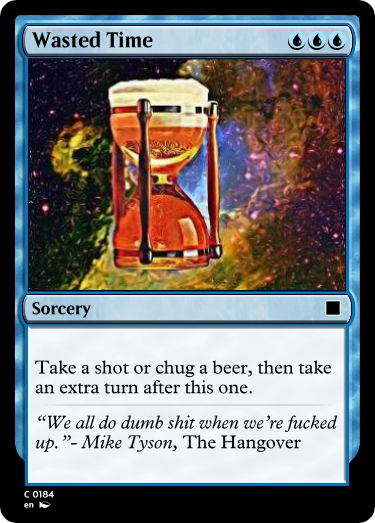 Wasted Time
Sorcery
Take a shot or chug a beer, then take
an extra turn after this one.
“We all do dumb shit when we’re fucked
up.”- Mike Tyson, The Hangover
C 0184
en